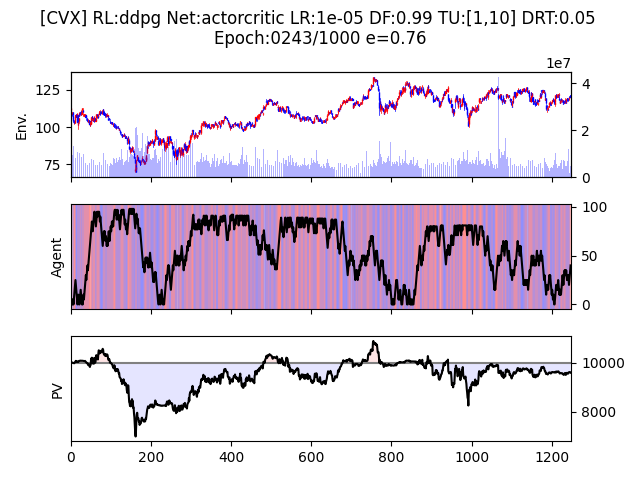 [CVX] RL:ddpg Net:actorcritic LR:1e-05 DF:0.99 TU:[1,10] DRT:0.05
Epoch:0243/1000 e=0.76
1e7
125
100
75
Env.
4
2
0
Agent
100
50
0
PV
10000
8000
0 200 400 600 800 1000 1200